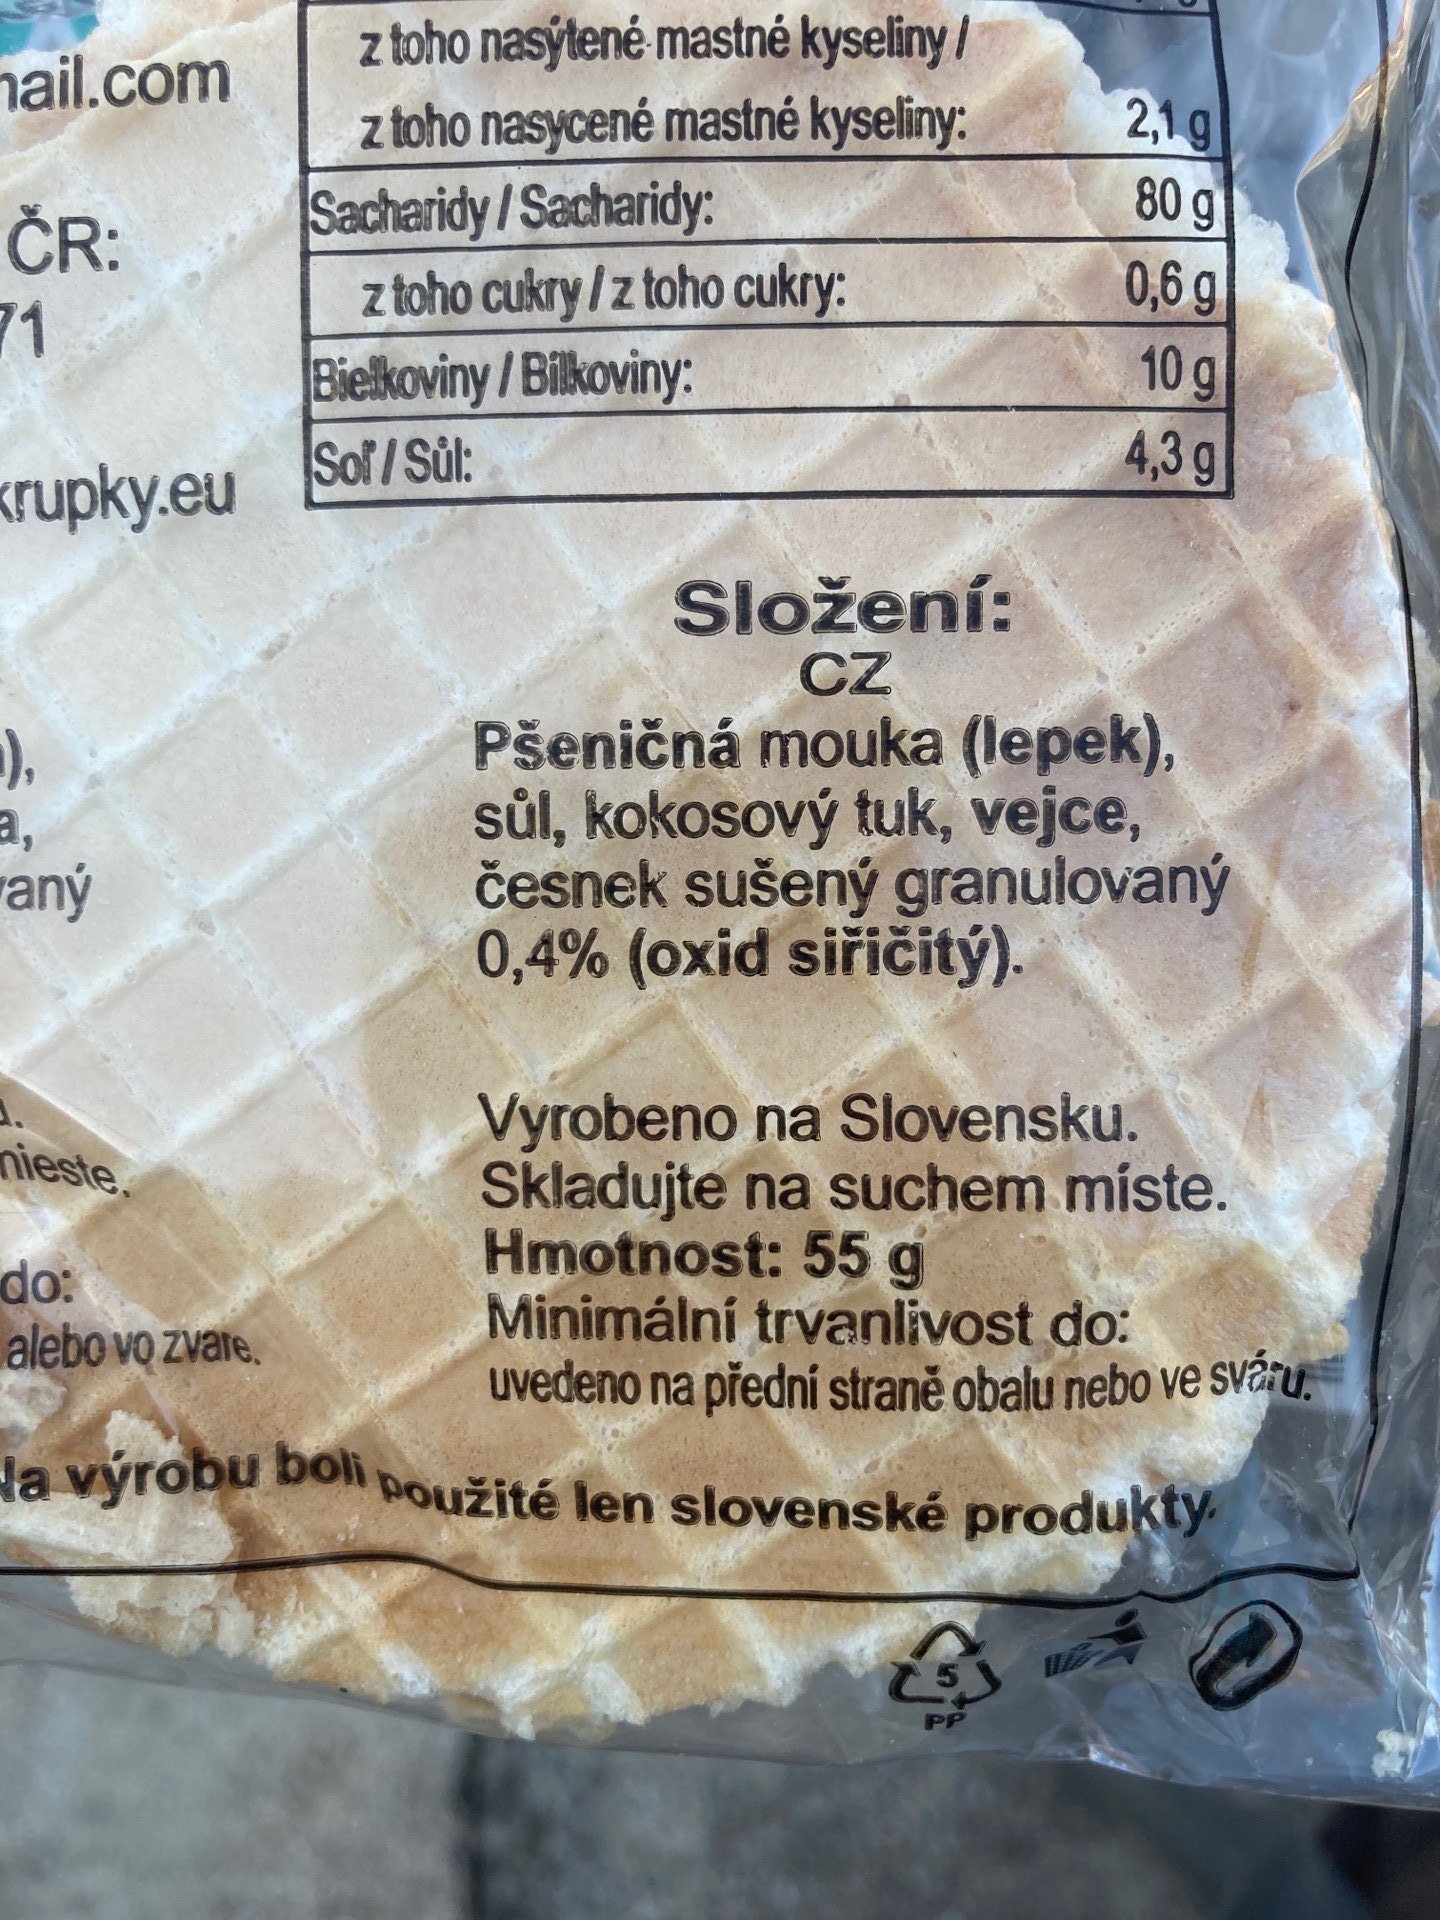 z toho nasýtené mastné kyseliny /
z toho nasycené mastné kyseliny: 2,1 g
Sacharidy / Sacharidy: 80 g
z toho cukry / z toho cukry: 0,6 g
Bielkoviny / Bílkoviny: 10 g
Soľ / Sůl: 4,3 g
ail.com
ČR:
71
krupky.eu
Složení:
CZ
Pšeničná mouka (lepek),
sůl, kokosový tuk, vejce,
česnek sušený granulovaný
0,4% (oxid siřičitý).
Vyrobeno na Slovensku.
Skladujte na suchem míste.
Hmotnost: 55 g
Minimální trvanlivost do:
uvedeno na přední straně obalu nebo ve sváru.
),
a,
vaný
mieste.
do:
alebo vo zvare.
Na výrobu boli použité len slovenské produkty.
5
PP